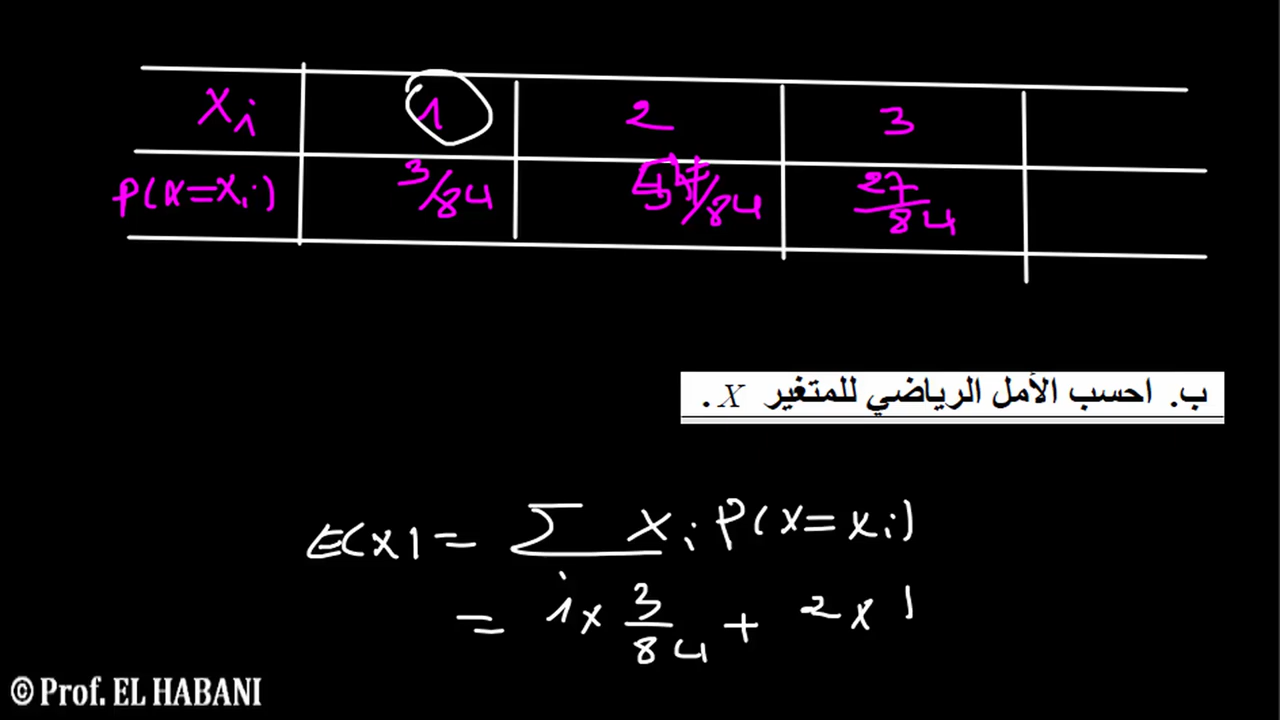 xᵢ 1 2 3
P(X=xᵢ) 3/84 /84 27/84
ب. احسب الأمل الرياضي للمتغير X .
E(X) = Σ xᵢ P(X=xᵢ)
= 1 × 3/84 + 2 ×
© Prof. EL HABANI